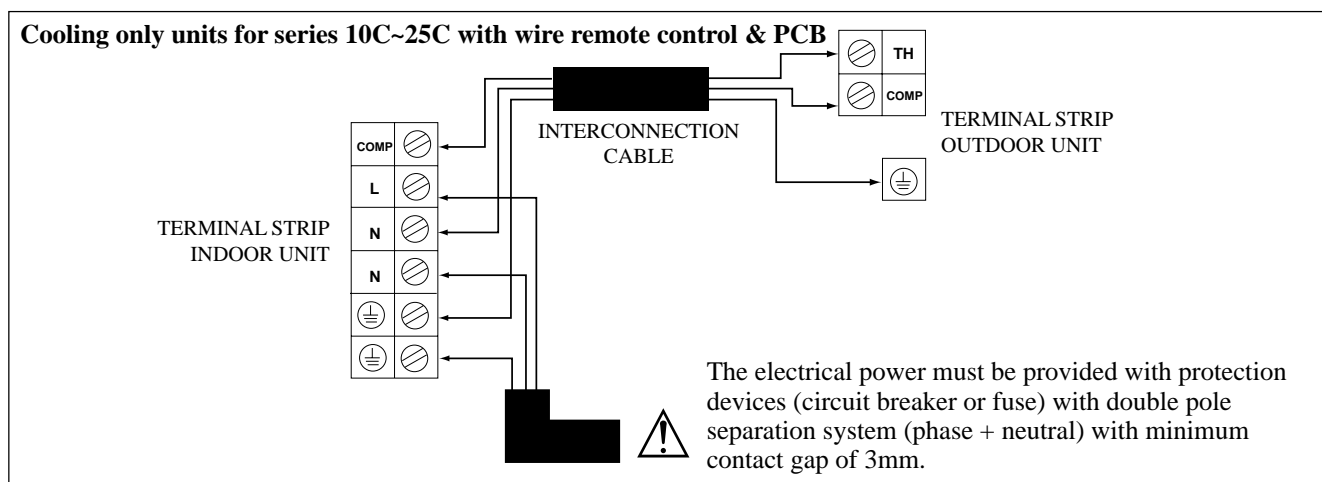 Cooling only units for series 10C~25C with wire remote control & PCB
TH
COMP
TERMINAL STRIP
OUTDOOR UNIT
INTERCONNECTION
CABLE
COMP
L
N
N
TERMINAL STRIP
INDOOR UNIT
The electrical power must be provided with protection
devices (circuit breaker or fuse) with double pole
separation system (phase + neutral) with minimum
contact gap of 3mm.